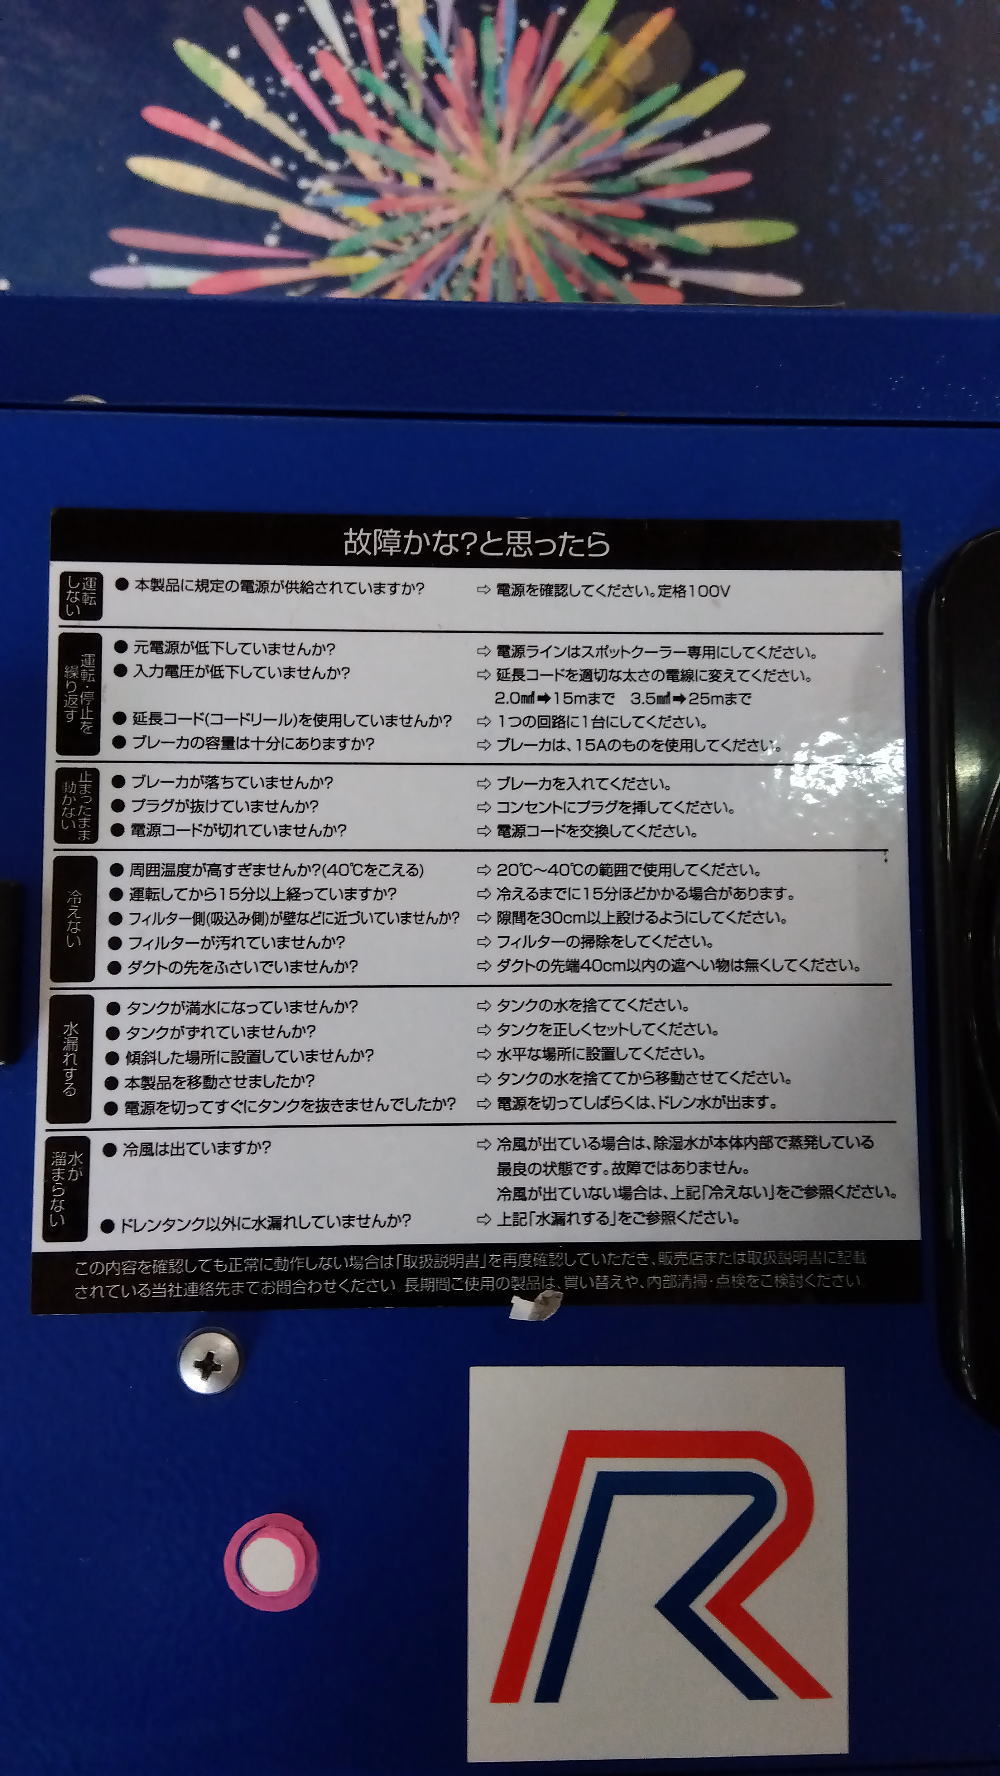 故障かな?と思ったら
運転しない
● 本製品に規定の電源が供給されていますか? ⇨ 電源を確認してください。定格100V
運転・停止を繰り返す
● 元電源が低下していませんか? ⇨ 電源ラインはスポットクーラー専用にしてください。
● 入力電圧が低下していませんか? ⇨ 延長コードを適切な太さの電線に変えてください。
2.0㎟➡15mまで 3.5㎟➡25mまで
● 延長コード(コードリール)を使用していませんか? ⇨ 1つの回路に1台にしてください。
● ブレーカの容量は十分にありますか? ⇨ ブレーカは、15Aのものを使用してください。
止まったまま動かない
● ブレーカが落ちていませんか? ⇨ ブレーカを入れてください。
● プラグが抜けていませんか? ⇨ コンセントにプラグを挿してください。
● 電源コードが切れていませんか? ⇨ 電源コードを交換してください。
冷えない
● 周囲温度が高すぎませんか?(40℃をこえる) ⇨ 20℃～40℃の範囲で使用してください。
● 運転してから15分以上経っていますか? ⇨ 冷えるまでに15分ほどかかる場合があります。
● フィルター側(吸込み側)が壁などに近づいていませんか? ⇨ 隙間を30cm以上設けるようにしてください。
● フィルターが汚れていませんか? ⇨ フィルターの掃除をしてください。
● ダクトの先をふさいでいませんか? ⇨ ダクトの先端40cm以内の遮へい物は無くしてください。
水漏れする
● タンクが満水になっていませんか? ⇨ タンクの水を捨ててください。
● タンクがずれていませんか? ⇨ タンクを正しくセットしてください。
● 傾斜した場所に設置していませんか? ⇨ 水平な場所に設置してください。
● 本製品を移動させましたか? ⇨ タンクの水を捨ててから移動させてください。
● 電源を切ってすぐにタンクを抜きませんでしたか? ⇨ 電源を切ってしばらくは、ドレン水が出ます。
水が溜まらない
● 冷風は出ていますか? ⇨ 冷風が出ている場合は、除湿水が本体内部で蒸発している
最良の状態です。故障ではありません。
冷風が出ていない場合は、上記「冷えない」をご参照ください。
● ドレンタンク以外に水漏れしていませんか? ⇨ 上記「水漏れする」をご参照ください。
この内容を確認しても正常に動作しない場合は「取扱説明書」を再度確認していただき、販売店または取扱説明書に記載
されている当社連絡先までお問合わせください。長期間ご使用の製品は、買い替えや、内部清掃・点検をご検討ください。
R